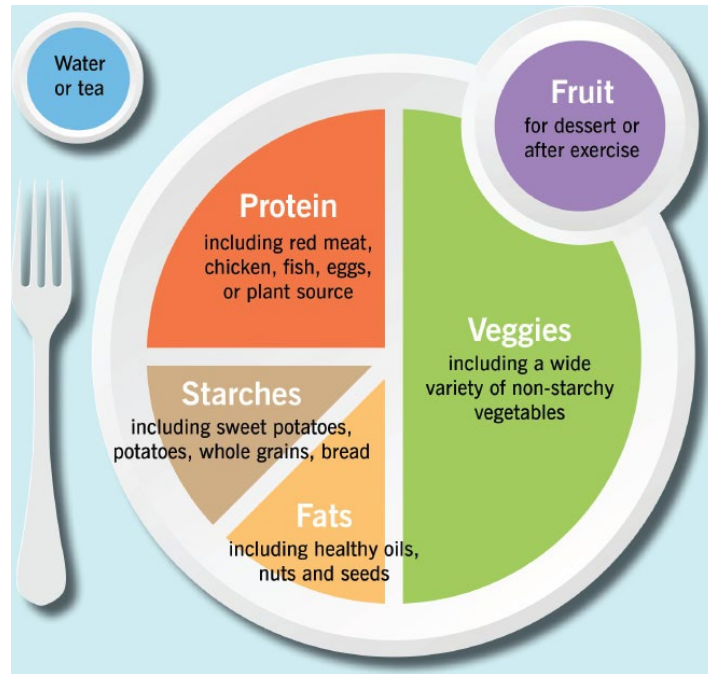 Water
or tea
Fruit
for dessert or
after exercise
Protein
including red meat,
chicken, fish, eggs,
or plant source
Veggies
including a wide
variety of non-starchy
vegetables
Starches
including sweet potatoes,
potatoes, whole grains, bread
Fats
including healthy oils,
nuts and seeds